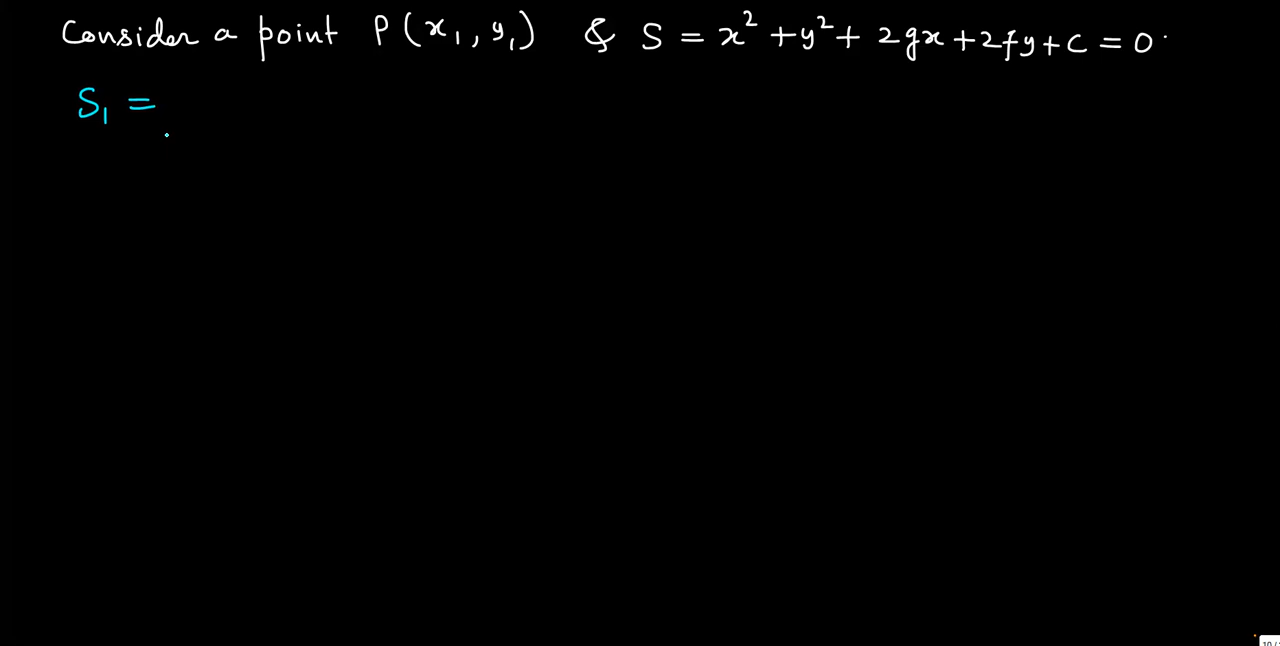 Consider a point P(x₁, y₁) & S = x² + y² + 2gx + 2fy + c = 0.
S₁ =